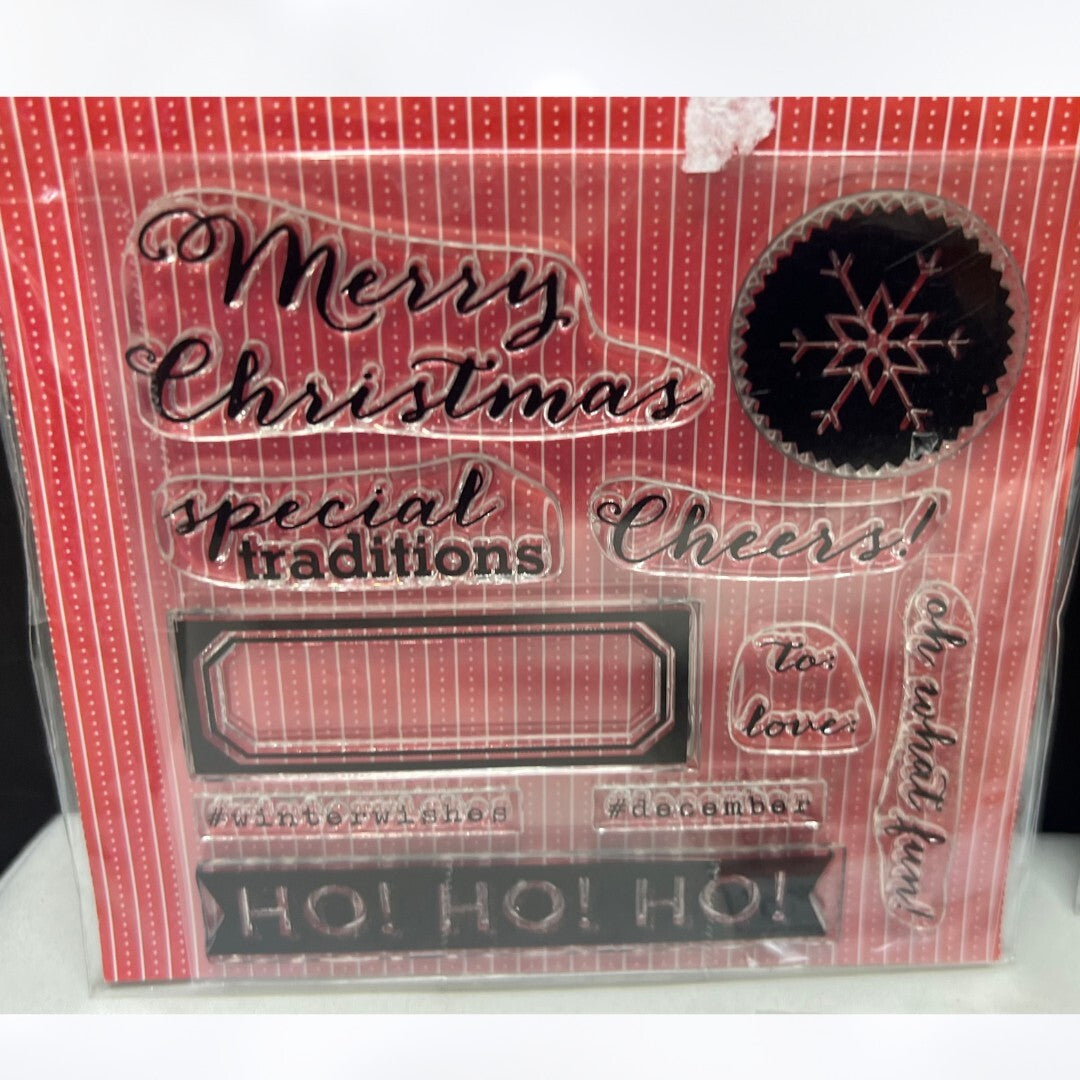 Merry
Christmas
special
traditions
Cheers!
to:
love:
oh what fun!
#winterwishes
#december
HO! HO! HO!